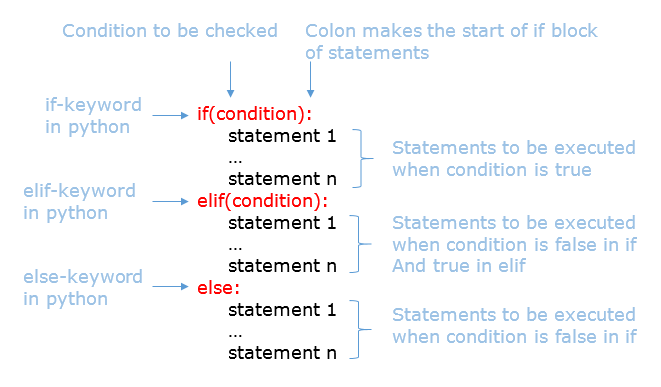 Condition to be checked
Colon makes the start of if block
of statements
if-keyword
in python
if(condition):
statement 1
...
statement n
Statements to be executed
when condition is true
elif-keyword
in python
elif(condition):
statement 1
...
statement n
Statements to be executed
when condition is false in if
And true in elif
else-keyword
in python
else:
statement 1
...
statement n
Statements to be executed
when condition is false in if